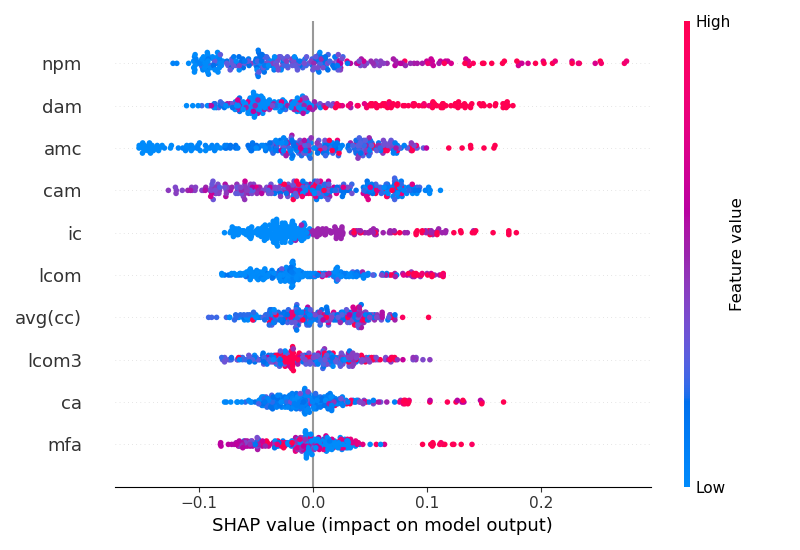 High
npm
dam
amc
cam
ic
lcom
avg(cc)
lcom3
ca
mfa
Feature value
Low
−0.1 0.0 0.1 0.2
SHAP value (impact on model output)